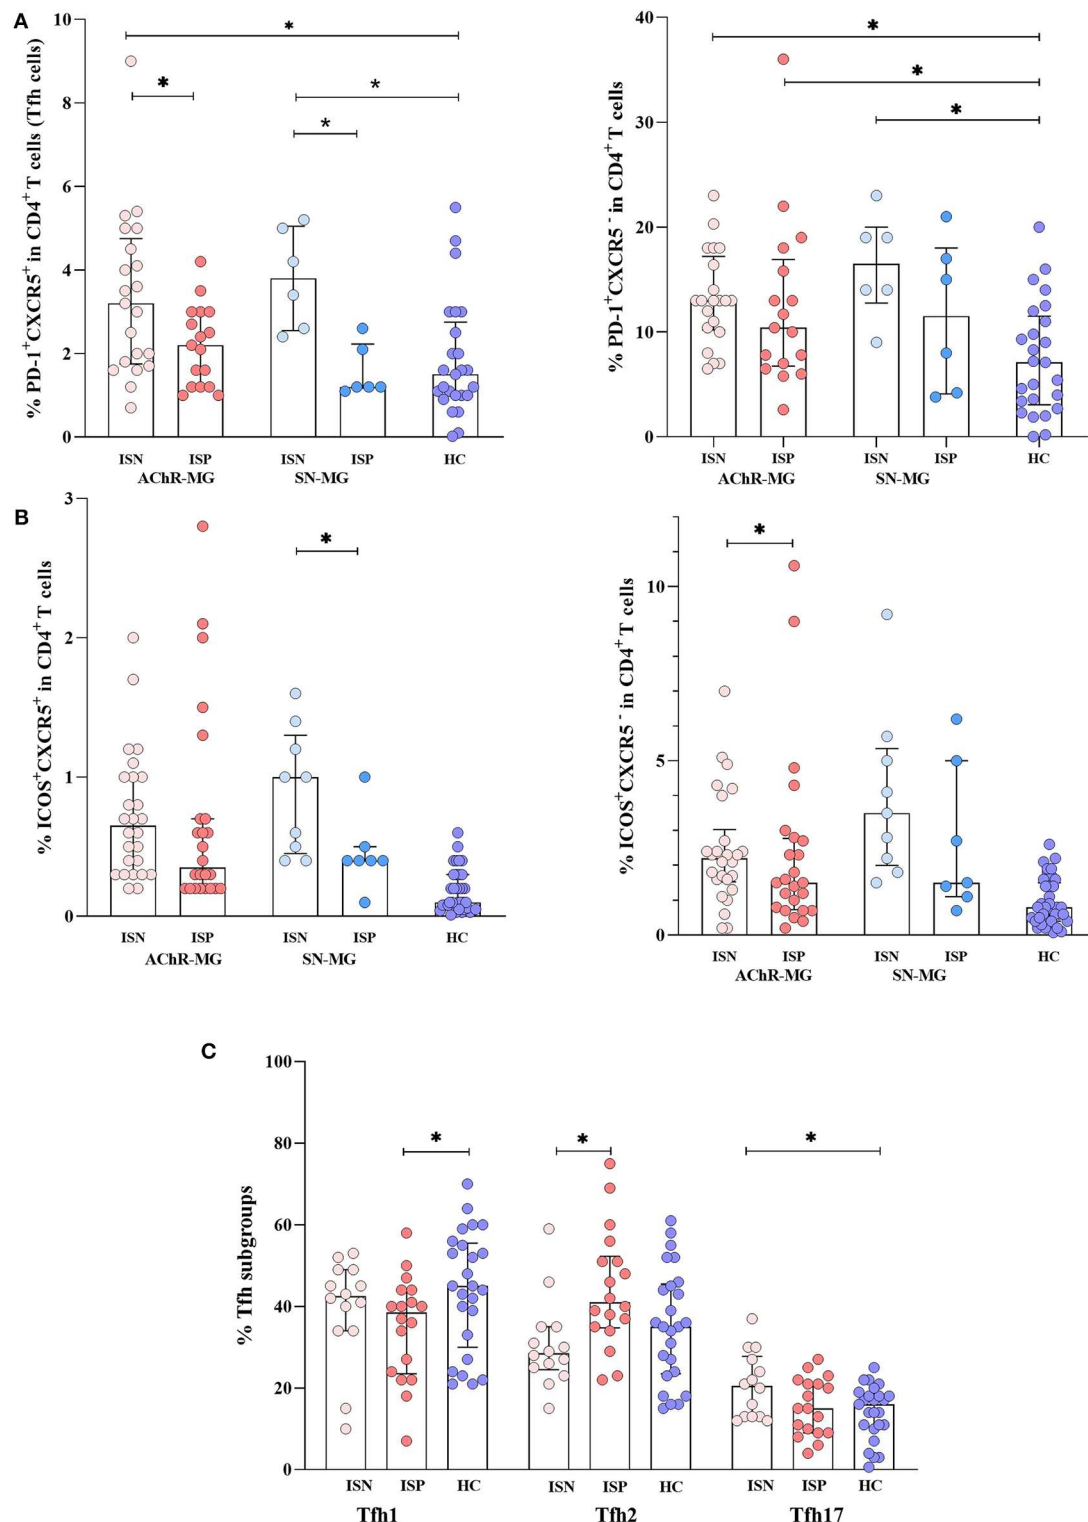 A
% PD-1⁺CXCR5⁺ in CD4⁺ T cells (Tfh cells)
10
8
6
4
2
0
*
*
*
*
ISN ISP ISN ISP HC
AChR-MG SN-MG
% PD-1⁺CXCR5⁻ in CD4⁺ T cells
40
30
20
10
0
*
*
*
ISN ISP ISN ISP HC
AChR-MG SN-MG
B
% ICOS⁺CXCR5⁺ in CD4⁺ T cells
3
2
1
0
*
ISN ISP ISN ISP HC
AChR-MG SN-MG
% ICOS⁺CXCR5⁻ in CD4⁺ T cells
10
5
0
*
ISN ISP ISN ISP HC
AChR-MG SN-MG
C
% Tfh subgroups
100
80
60
40
20
0
* * *
ISN ISP HC ISN ISP HC ISN ISP HC
Tfh1 Tfh2 Tfh17